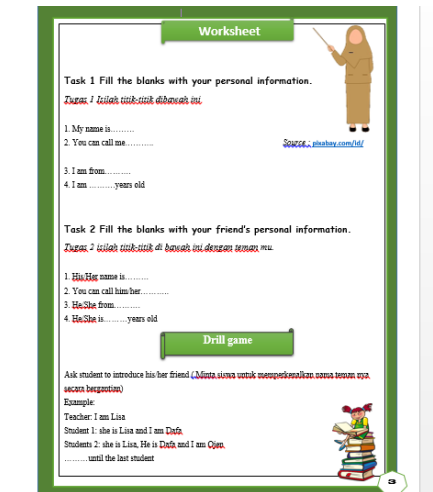 Worksheet
Task 1 Fill the blanks with your personal information.
Tugas 1 Isilah titik-titik dibawah ini.
1. My name is………
2. You can call me………..
Source : pixabay.com/id/
3. I am from……….
4. I am ……….years old
Task 2 Fill the blanks with your friend's personal information.
Tugas 2 isilah titik-titik di bawah ini dengan teman mu.
1. His/Her name is………
2. You can call him/her………..
3. He/She from……….
4. He/She is………years old
Drill game
Ask student to introduce his/her friend ( Minta siswa untuk memperkenalkan nama teman nya
secara bergantian)
Example:
Teacher: I am Lisa
Student 1: she is Lisa and I am Dafa
Students 2: she is Lisa, He is Dafa and I am Ojen
………until the last student
3